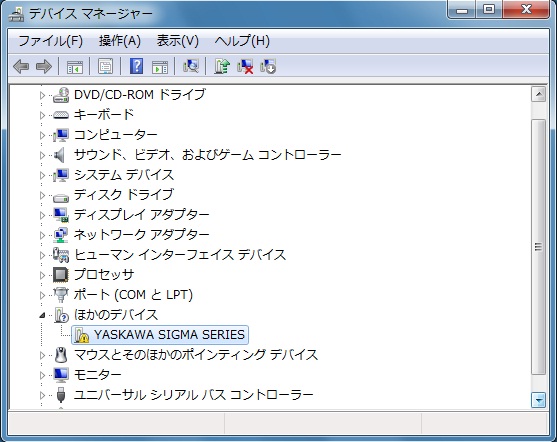 デバイス マネージャー
ファイル(F) 操作(A) 表示(V) ヘルプ(H)
DVD/CD-ROM ドライブ
キーボード
コンピューター
サウンド、ビデオ、およびゲーム コントローラー
システム デバイス
ディスク ドライブ
ディスプレイ アダプター
ネットワーク アダプター
ヒューマン インターフェイス デバイス
プロセッサ
ポート (COM と LPT)
ほかのデバイス
YASKAWA SIGMA SERIES
マウスとそのほかのポインティング デバイス
モニター
ユニバーサル シリアル バス コントローラー